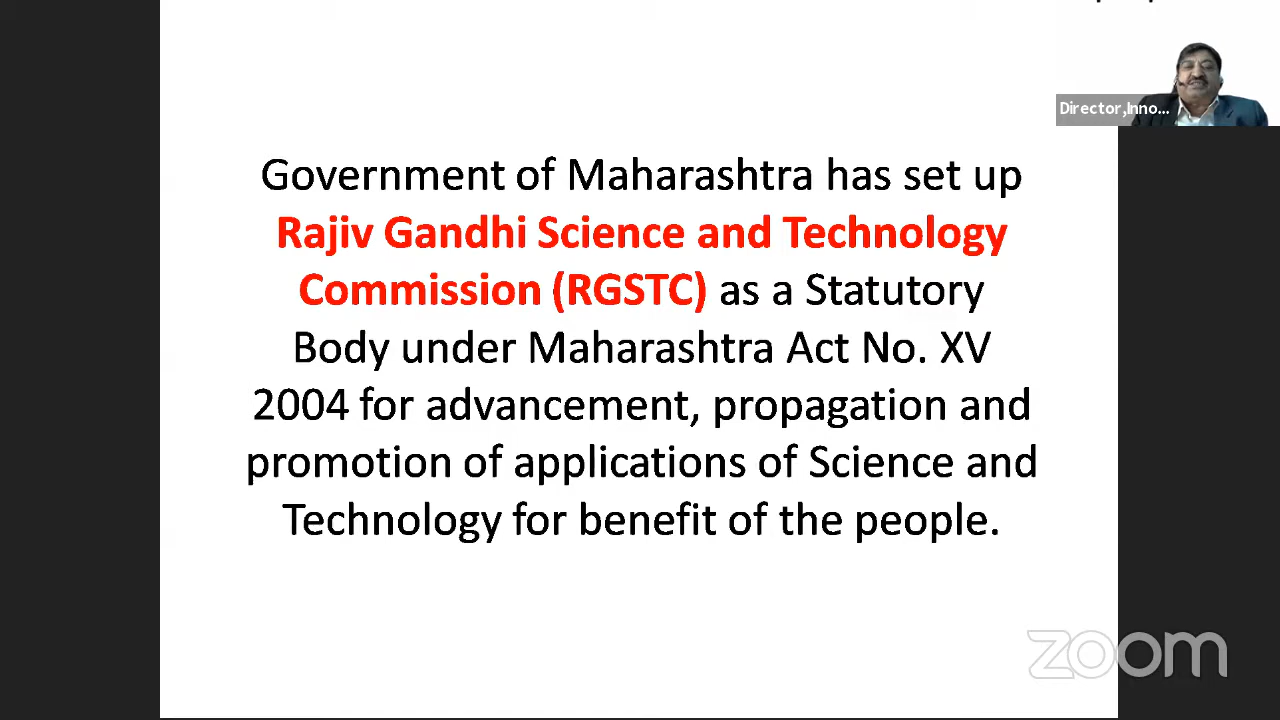 Director,Inno...
Government of Maharashtra has set up
Rajiv Gandhi Science and Technology
Commission (RGSTC) as a Statutory
Body under Maharashtra Act No. XV
2004 for advancement, propagation and
promotion of applications of Science and
Technology for benefit of the people.
zoom